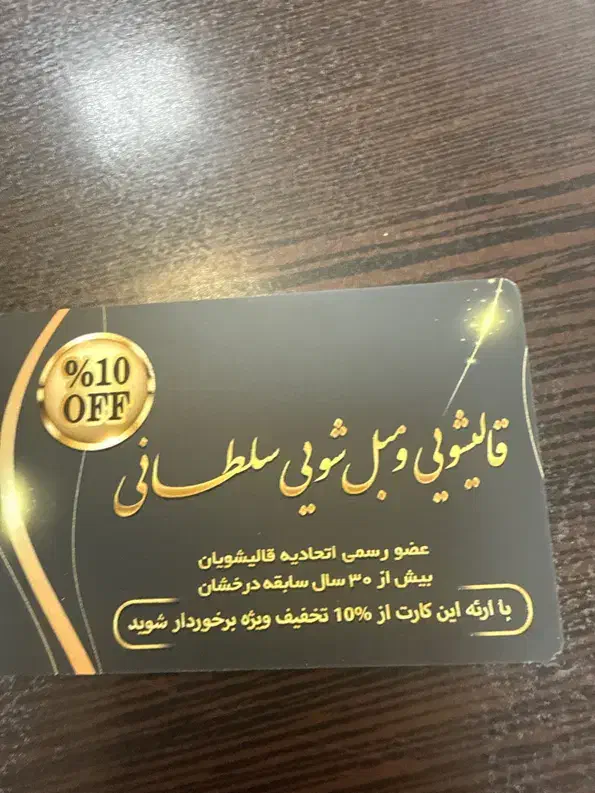 %10
OFF
قالیشویی و مبل شویی سلطانی
عضو رسمی اتحادیه قالیشویان
بیش از ۳۰ سال سابقه درخشان
با ارئه این کارت از 10% تخفیف ویژه برخوردار شوید